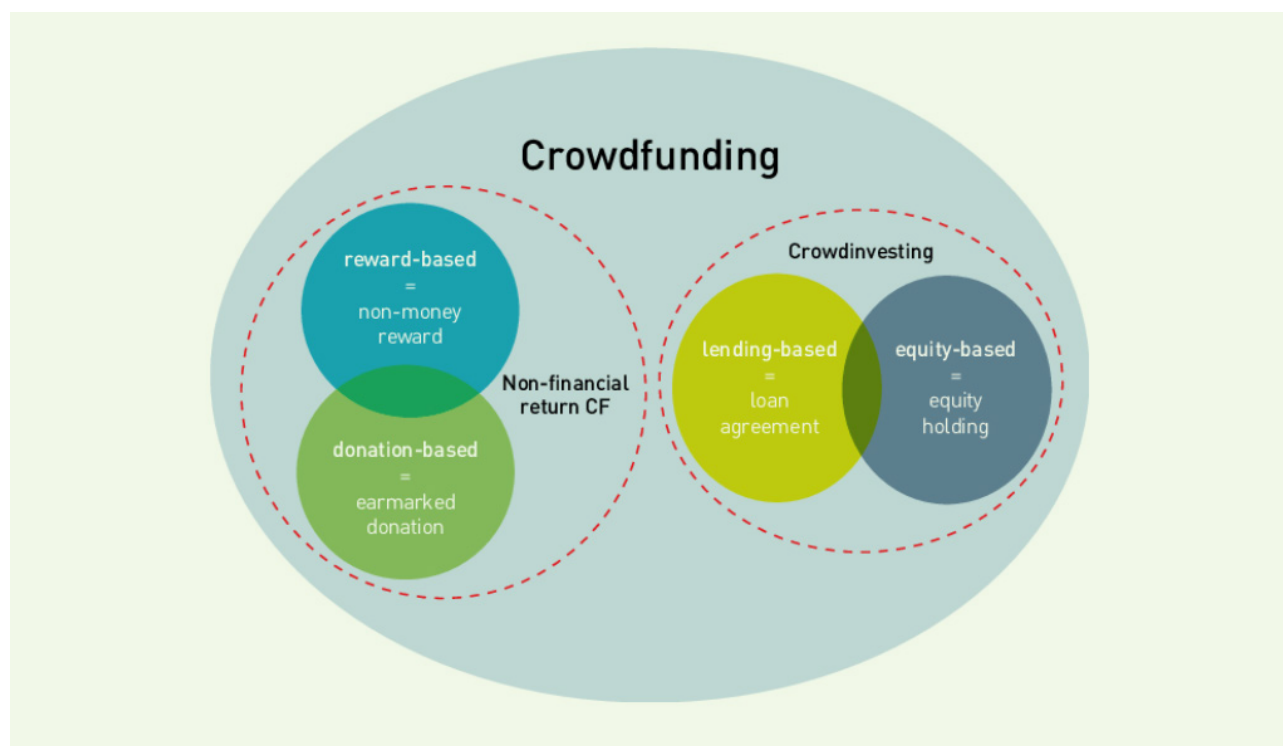 Crowdfunding
reward-based
=
non-money
reward
Non-financial
return CF
donation-based
=
earmarked
donation
Crowdinvesting
lending-based
=
loan
agreement
equity-based
=
equity
holding